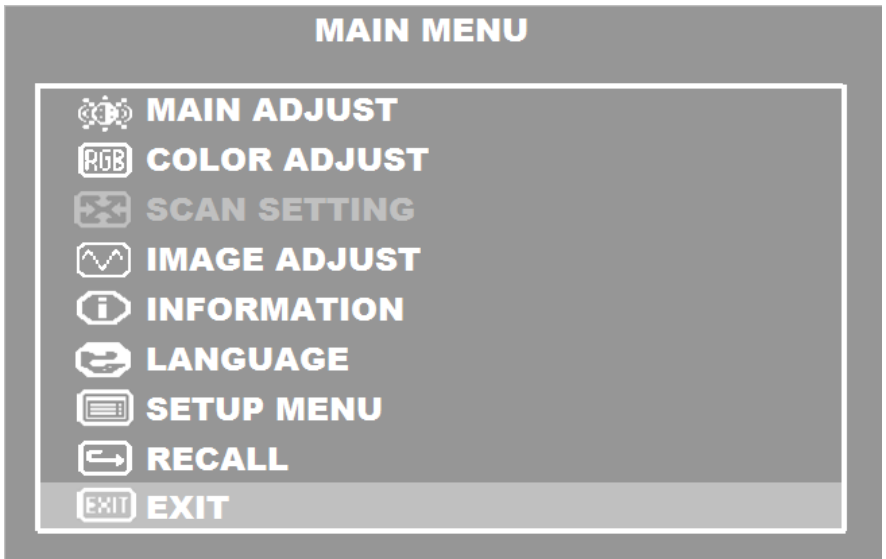 MAIN MENU
MAIN ADJUST
RGB COLOR ADJUST
SCAN SETTING
IMAGE ADJUST
i INFORMATION
LANGUAGE
SETUP MENU
RECALL
EXIT EXIT